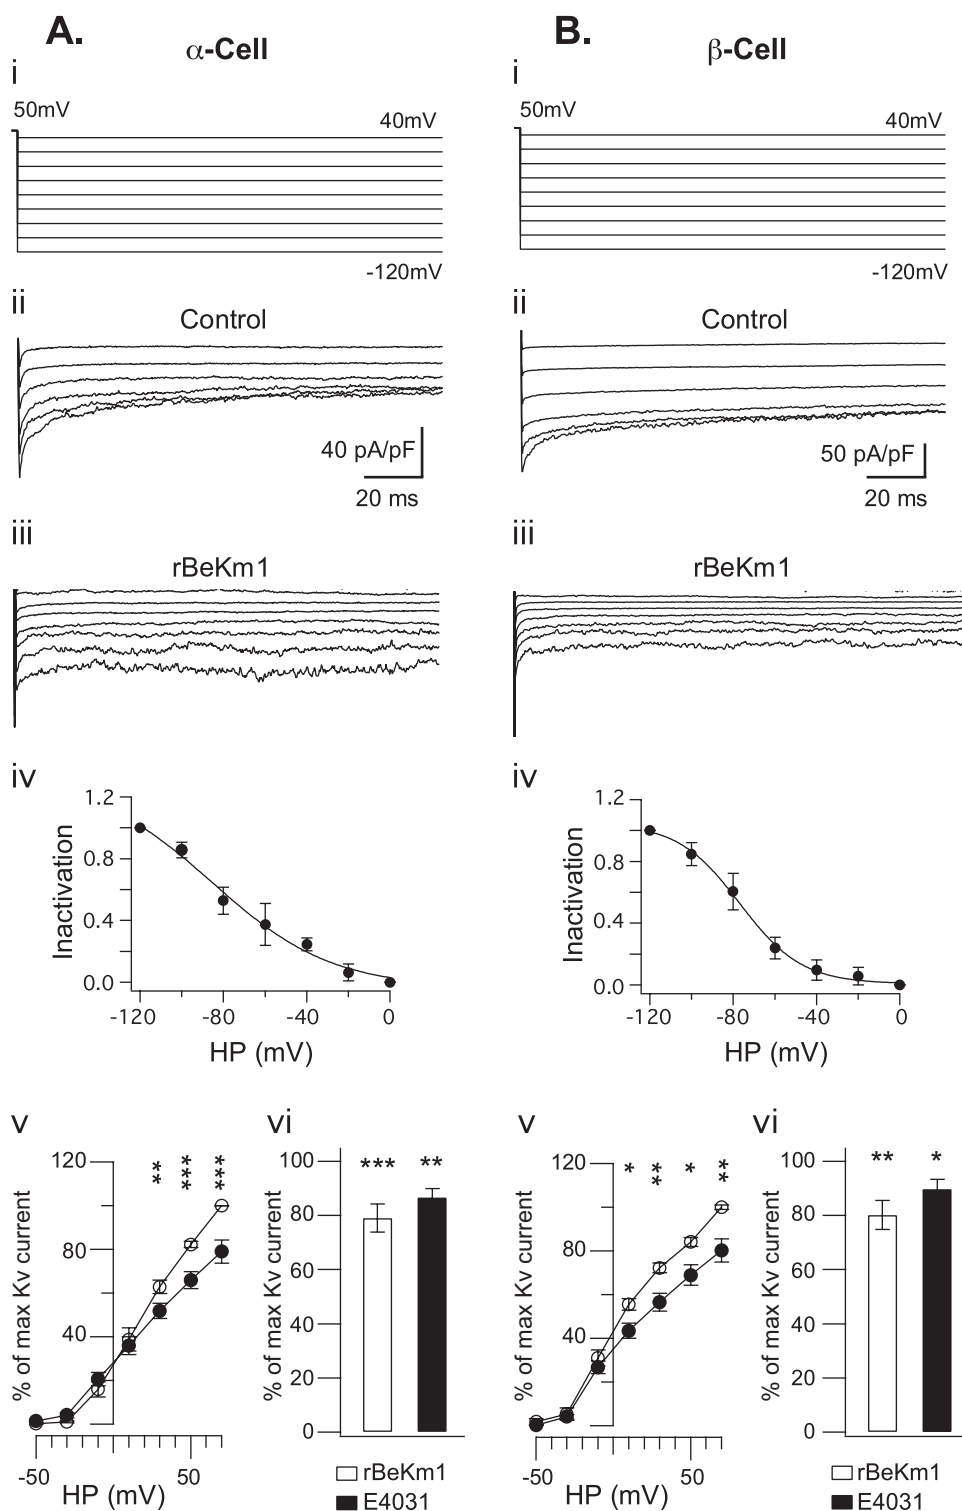 A.
α-Cell
i
50mV
40mV
-120mV
ii
Control
40 pA/pF
20 ms
iii
rBeKm1
iv
1.2
0.8
0.4
0.0
Inactivation
-120
-80
-40
0
HP (mV)
v
120
80
40
% of max Kv current
**
***
***
-50
50
HP (mV)
vi
100
80
60
40
20
0
% of max Kv current
***
**
rBeKm1
E4031
B.
β-Cell
i
50mV
40mV
-120mV
ii
Control
50 pA/pF
20 ms
iii
rBeKm1
iv
1.2
0.8
0.4
0.0
Inactivation
-120
-80
-40
0
HP (mV)
v
120
80
40
% of max Kv current
*
**
*
**
-50
50
HP (mV)
vi
100
80
60
40
20
0
% of max Kv current
**
*
rBeKm1
E4031